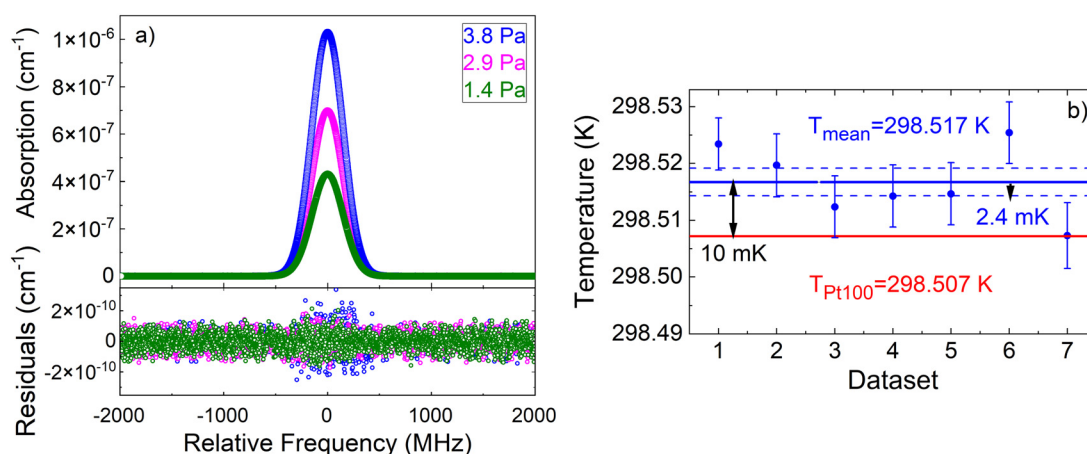 a)
3.8 Pa
2.9 Pa
1.4 Pa
1×10⁻⁶
8×10⁻⁷
6×10⁻⁷
4×10⁻⁷
2×10⁻⁷
0
Absorption (cm⁻¹)
2×10⁻¹⁰
0
-2×10⁻¹⁰
Residuals (cm⁻¹)
-2000 -1000 0 1000 2000
Relative Frequency (MHz)
b)
298.53
298.52
298.51
298.50
298.49
Temperature (K)
Tmean=298.517 K
2.4 mK
10 mK
TPt100=298.507 K
1 2 3 4 5 6 7
Dataset